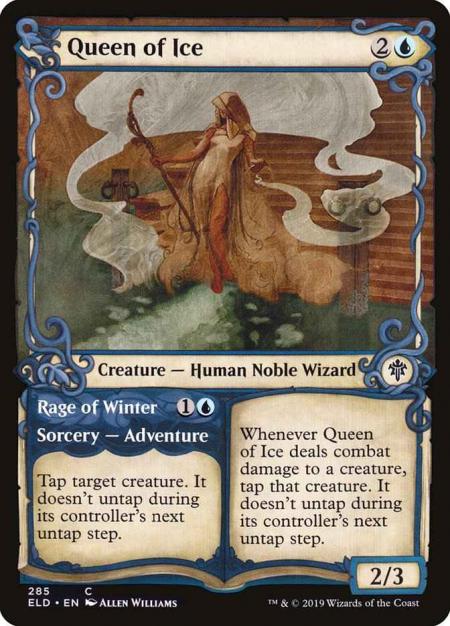 Queen of Ice 2
Creature — Human Noble Wizard
Rage of Winter 1
Sorcery — Adventure
Tap target creature. It
doesn't untap during
its controller's next
untap step.
Whenever Queen
of Ice deals combat
damage to a creature,
tap that creature. It
doesn't untap during
its controller's next
untap step.
2/3
285 C
ELD • EN Allen Williams
™ & © 2019 Wizards of the Coast